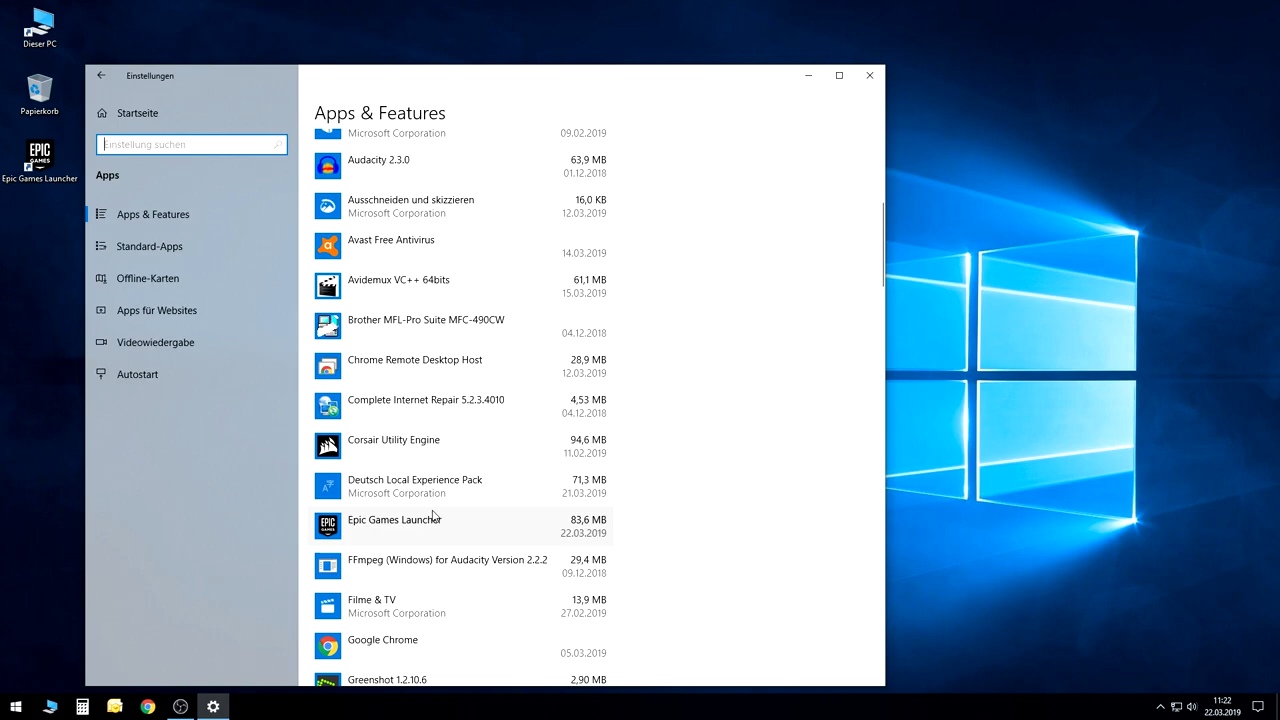 Dieser PC
Papierkorb
EPIC
GAMES
Epic Games Launcher
Einstellungen
Startseite
Einstellung suchen
Apps
Apps & Features
Standard-Apps
Offline-Karten
Apps für Websites
Videowiedergabe
Autostart
Apps & Features
Microsoft Corporation 09.02.2019
Audacity 2.3.0 63,9 MB
01.12.2018
Ausschneiden und skizzieren 16,0 KB
Microsoft Corporation 12.03.2019
Avast Free Antivirus
14.03.2019
Avidemux VC++ 64bits 61,1 MB
15.03.2019
Brother MFL-Pro Suite MFC-490CW
04.12.2018
Chrome Remote Desktop Host 28,9 MB
12.03.2019
Complete Internet Repair 5.2.3.4010 4,53 MB
04.12.2018
Corsair Utility Engine 94,6 MB
11.02.2019
Deutsch Local Experience Pack 71,3 MB
Microsoft Corporation 21.03.2019
EPIC
Epic Games Launcher 83,6 MB
22.03.2019
FFmpeg (Windows) for Audacity Version 2.2.2 29,4 MB
09.12.2018
Filme & TV 13,9 MB
Microsoft Corporation 27.02.2019
Google Chrome
05.03.2019
Greenshot 1.2.10.6 2,90 MB
11:22
22.03.2019